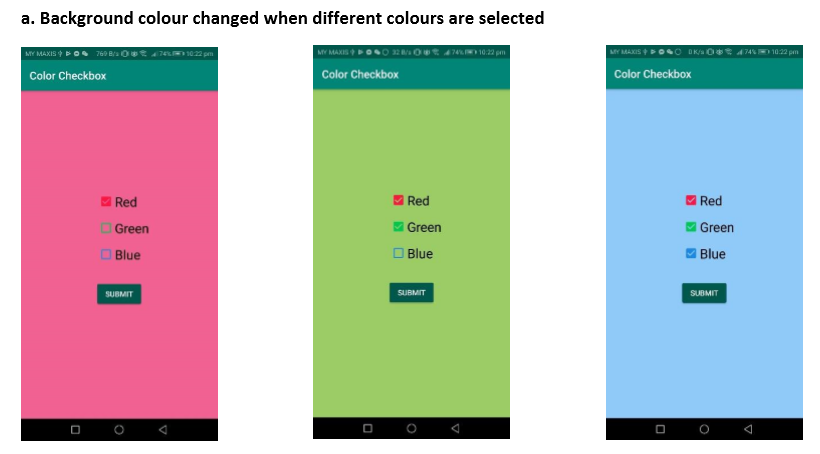 a. Background colour changed when different colours are selected
MY MAXIS 769 B/s 74% 10:22 pm
Color Checkbox
Red
Green
Blue
SUBMIT
MY MAXIS 32 B/s 74% 10:22 pm
Color Checkbox
Red
Green
Blue
SUBMIT
MY MAXIS 0 K/s 74% 10:22 pm
Color Checkbox
Red
Green
Blue
SUBMIT